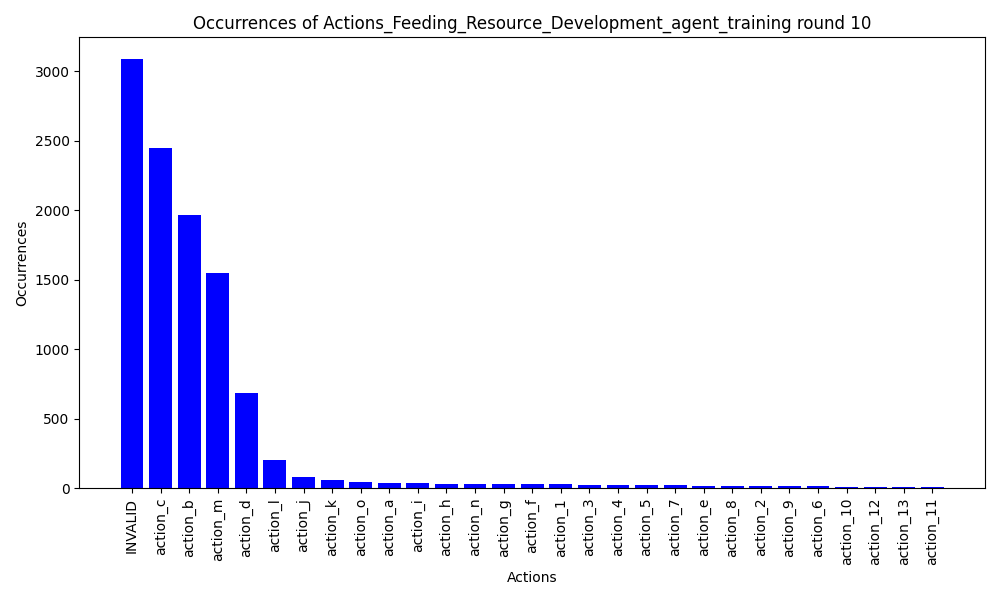 Occurrences of Actions_Feeding_Resource_Development_agent_training round 10
Occurrences
3000
2500
2000
1500
1000
500
0
INVALID
action_c
action_b
action_m
action_d
action_l
action_j
action_k
action_o
action_a
action_i
action_h
action_n
action_g
action_f
action_1
action_3
action_4
action_5
action_7
action_e
action_8
action_2
action_9
action_6
action_10
action_12
action_13
action_11
Actions